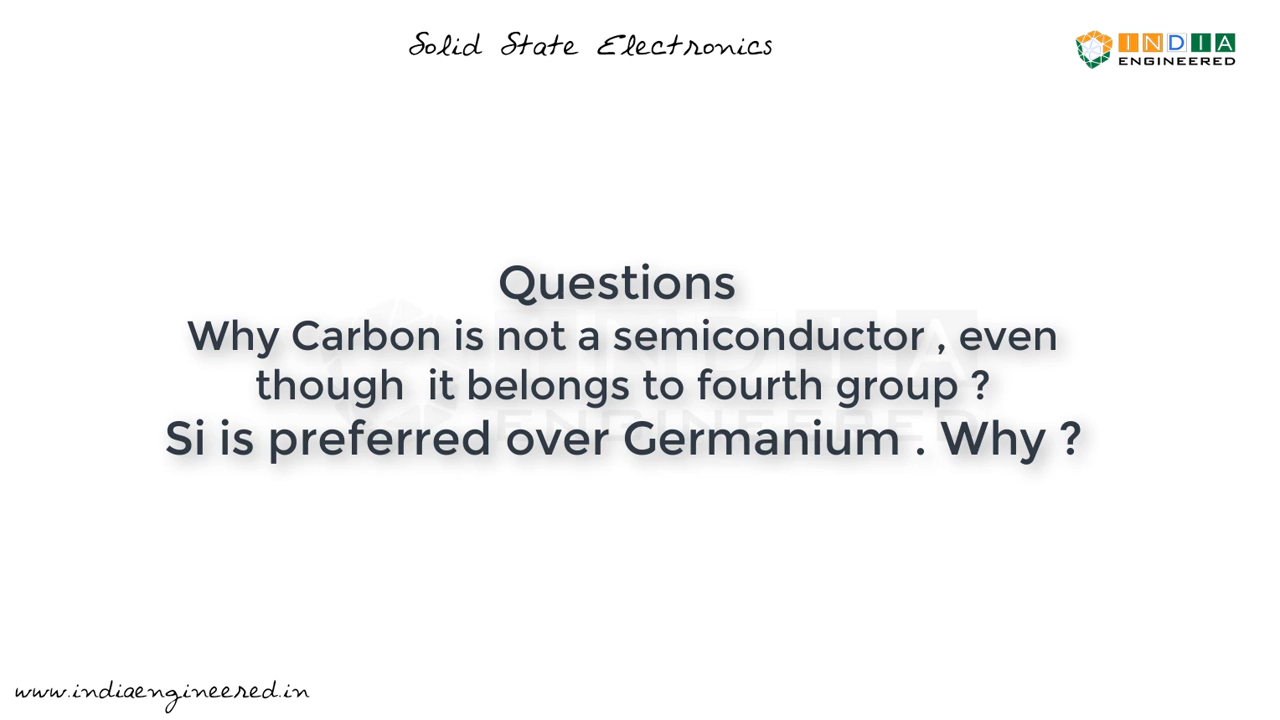 Solid State Electronics
INDIA
ENGINEERED
Questions
Why Carbon is not a semiconductor , even
though it belongs to fourth group ?
Si is preferred over Germanium . Why ?
www.indiaengineered.in